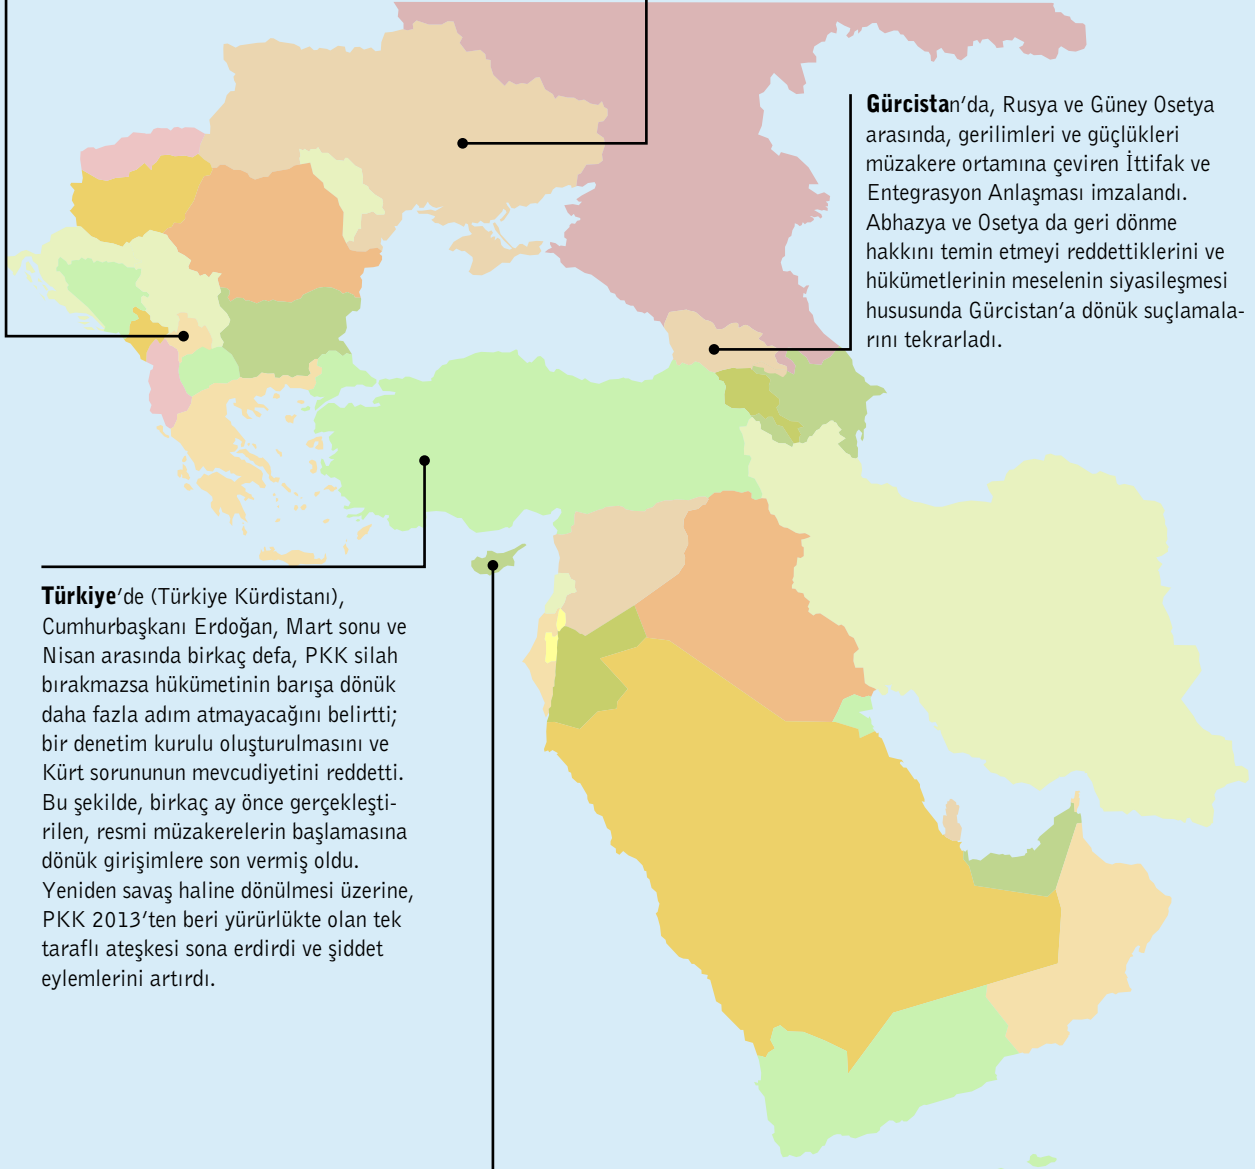 Gürcistan'da, Rusya ve Güney Osetya
arasında, gerilimleri ve güçlükleri
müzakere ortamına çeviren İttifak ve
Entegrasyon Anlaşması imzalandı.
Abhazya ve Osetya da geri dönme
hakkını temin etmeyi reddettiklerini ve
hükümetlerinin meselenin siyasileşmesi
hususunda Gürcistan'a dönük suçlamala-
rını tekrarladı.
Türkiye'de (Türkiye Kürdistanı),
Cumhurbaşkanı Erdoğan, Mart sonu ve
Nisan arasında birkaç defa, PKK silah
bırakmazsa hükümetinin barışa dönük
daha fazla adım atmayacağını belirtti;
bir denetim kurulu oluşturulmasını ve
Kürt sorununun mevcudiyetini reddetti.
Bu şekilde, birkaç ay önce gerçekleşti-
rilen, resmi müzakerelerin başlamasına
dönük girişimlere son vermiş oldu.
Yeniden savaş haline dönülmesi üzerine,
PKK 2013'ten beri yürürlükte olan tek
taraflı ateşkesi sona erdirdi ve şiddet
eylemlerini artırdı.